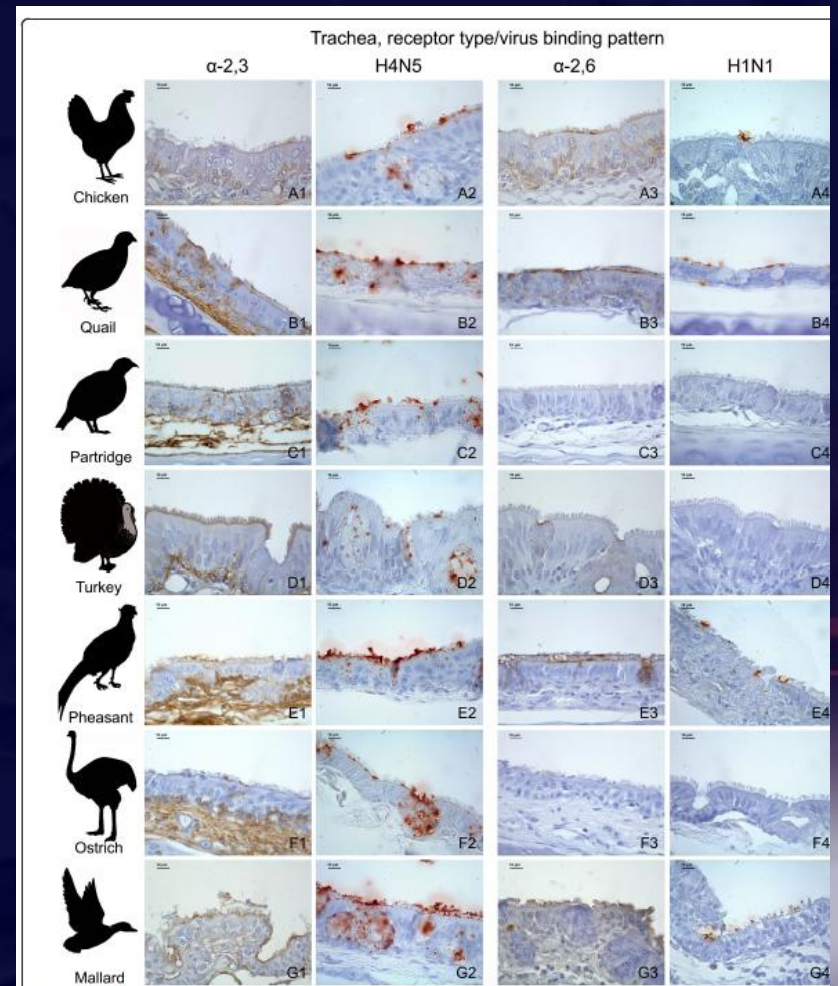 Trachea, receptor type/virus binding pattern
α-2,3 H4N5 α-2,6 H1N1
Chicken A1 A2 A3 A4
Quail B1 B2 B3 B4
Partridge C1 C2 C3 C4
Turkey D1 D2 D3 D4
Pheasant E1 E2 E3 E4
Ostrich F1 F2 F3 F4
Mallard G1 G2 G3 G4